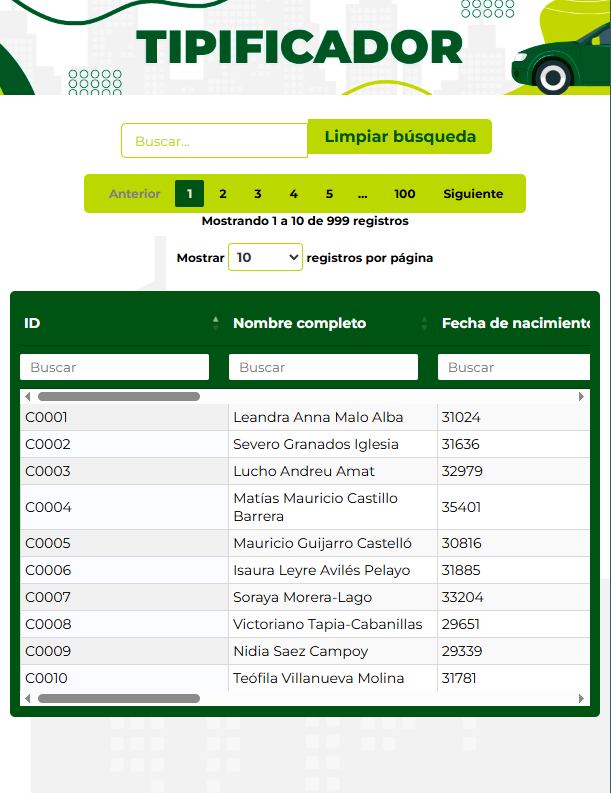 TIPIFICADOR
Buscar... Limpiar búsqueda
Anterior 1 2 3 4 5 ... 100 Siguiente
Mostrando 1 a 10 de 999 registros
Mostrar 10 registros por página
ID Nombre completo Fecha de nacimiento
Buscar Buscar Buscar
C0001 Leandra Anna Malo Alba 31024
C0002 Severo Granados Iglesia 31636
C0003 Lucho Andreu Amat 32979
C0004 Matías Mauricio Castillo Barrera 35401
C0005 Mauricio Guijarro Castelló 30816
C0006 Isaura Leyre Avilés Pelayo 31885
C0007 Soraya Morera-Lago 33204
C0008 Victoriano Tapia-Cabanillas 29651
C0009 Nidia Saez Campoy 29339
C0010 Teófila Villanueva Molina 31781